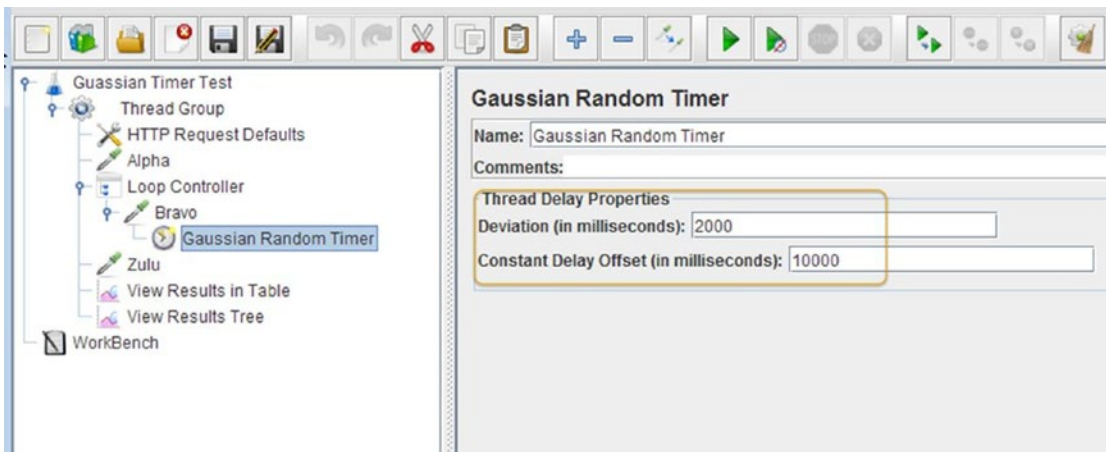 Guassian Timer Test
Thread Group
HTTP Request Defaults
Alpha
Loop Controller
Bravo
Gaussian Random Timer
Zulu
View Results in Table
View Results Tree
WorkBench
Gaussian Random Timer
Name: Gaussian Random Timer
Comments:
Thread Delay Properties
Deviation (in milliseconds): 2000
Constant Delay Offset (in milliseconds): 10000